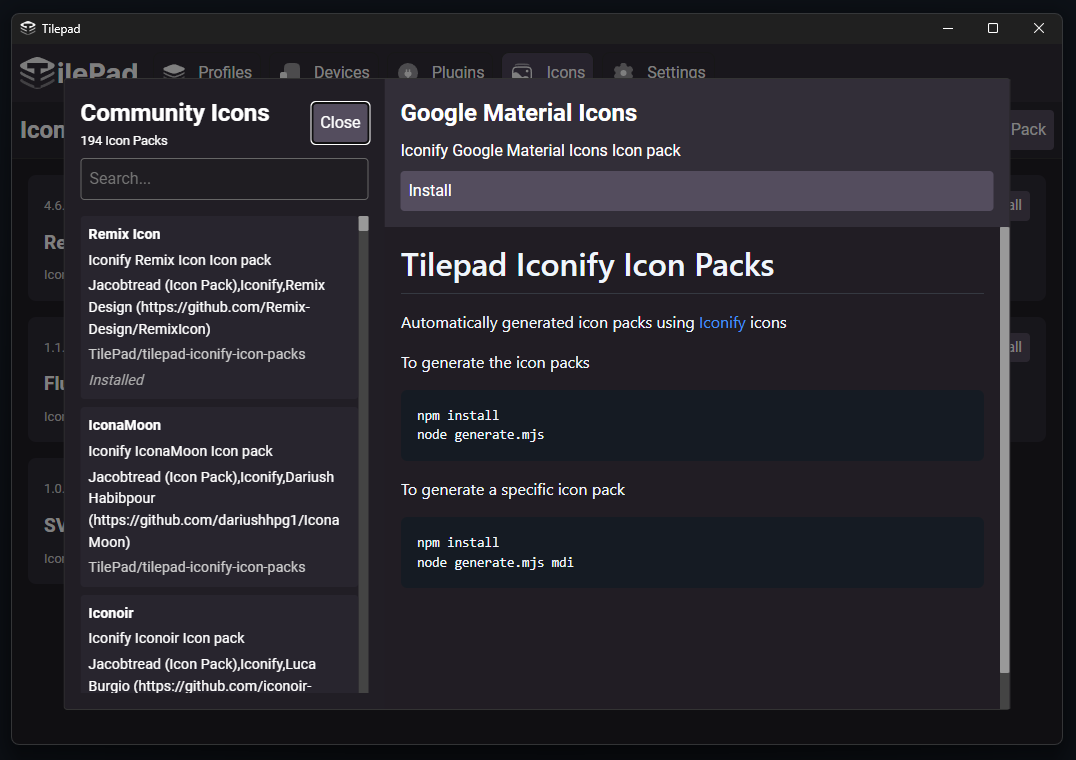 Tilepad
TilePad
Profiles
Devices
Plugins
Icons
Settings
Icon
Pack
Community Icons
194 Icon Packs
Close
Search...
Remix Icon
Iconify Remix Icon Icon pack
Jacobtread (Icon Pack),Iconify,Remix
Design (https://github.com/Remix-
Design/RemixIcon)
TilePad/tilepad-iconify-icon-packs
Installed
IconaMoon
Iconify IconaMoon Icon pack
Jacobtread (Icon Pack),Iconify,Dariush
Habibpour
(https://github.com/dariushhpg1/Icona
Moon)
TilePad/tilepad-iconify-icon-packs
Iconoir
Iconify Iconoir Icon pack
Jacobtread (Icon Pack),Iconify,Luca
Burgio (https://github.com/iconoir-
Google Material Icons
Iconify Google Material Icons Icon pack
Install
Tilepad Iconify Icon Packs
Automatically generated icon packs using Iconify icons
To generate the icon packs
npm install
node generate.mjs
To generate a specific icon pack
npm install
node generate.mjs mdi
4.6.
Re
Icor
all
1.1.
Flu
Icor
all
1.0.
SV
Icor